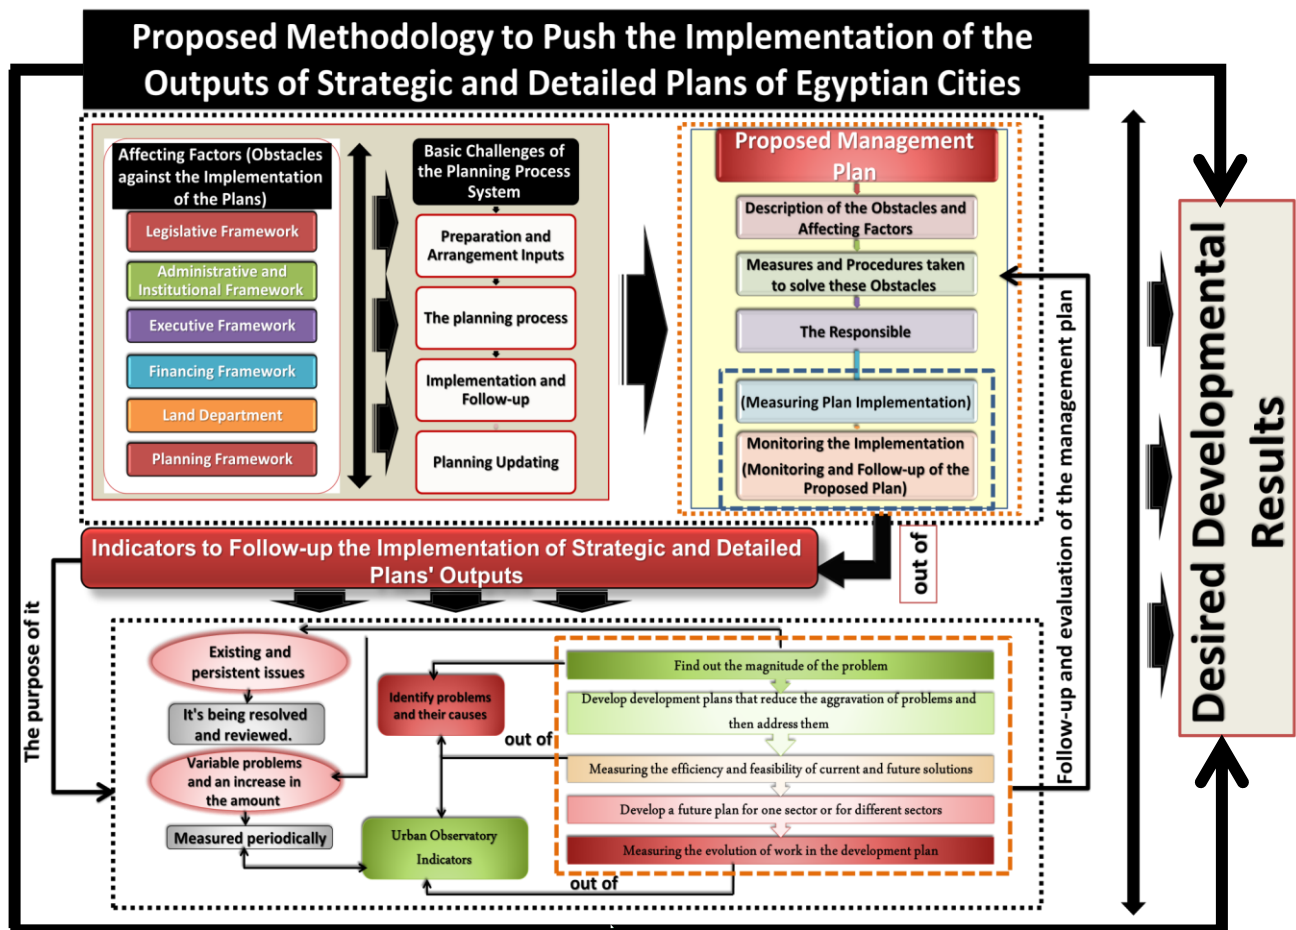 Proposed Methodology to Push the Implementation of the
Outputs of Strategic and Detailed Plans of Egyptian Cities
Affecting Factors (Obstacles
against the Implementation
of the Plans)
Legislative Framework
Administrative and
Institutional Framework
Executive Framework
Financing Framework
Land Department
Planning Framework
Basic Challenges of
the Planning Process
System
Preparation and
Arrangement Inputs
The planning process
Implementation and
Follow-up
Planning Updating
Proposed Management
Plan
Description of the Obstacles and
Affecting Factors
Measures and Procedures taken
to solve these Obstacles
The Responsible
(Measuring Plan Implementation)
Monitoring the Implementation
(Monitoring and Follow-up of the
Proposed Plan)
out of
Follow-up and evaluation of the management plan
Desired Developmental
Results
Indicators to Follow-up the Implementation of Strategic and Detailed
Plans' Outputs
The purpose of it
Existing and
persistent issues
It's being resolved
and reviewed.
Variable problems
and an increase in
the amount
Measured periodically
Identify problems
and their causes
out of
Urban Observatory
Indicators
out of
Find out the magnitude of the problem
Develop development plans that reduce the aggravation of problems and
then address them
Measuring the efficiency and feasibility of current and future solutions
Develop a future plan for one sector or for different sectors
Measuring the evolution of work in the development plan